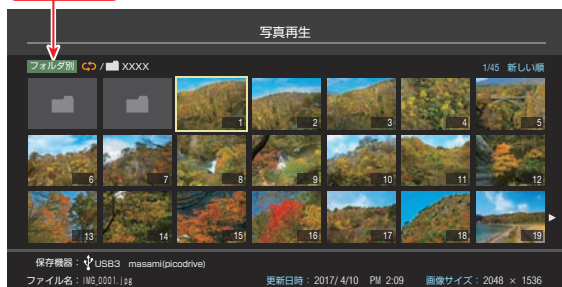 写真再生
フォルダ別 / XXXX
1/45 新しい順
1 2 3 4 5
6 7 8 9 10 11 12
13 14 15 16 17 18 19
保存機器： USB3 masami(picodrive)
ファイル名：IMG_0001.jpg 更新日時：2017/ 4/10 PM 2:09 画像サイズ：2048 × 1536